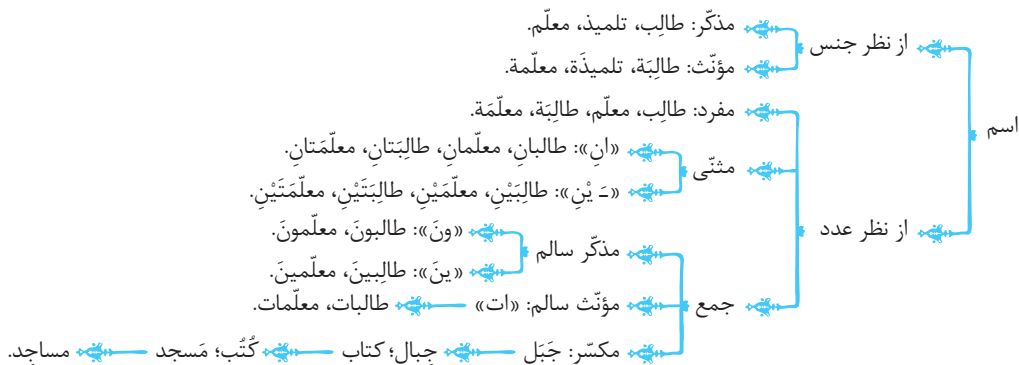 اسم
از نظر جنس
مذکّر: طالِب، تلمیذ، معلّم.
مؤنّث: طالِبَة، تلمیذَة، معلّمة.
از نظر عدد
مفرد: طالِب، معلّم، طالِبَة، معلّمَة.
مثنّی
«انِ»: طالبانِ، معلّمانِ، طالِبَتانِ، معلّمَتانِ.
«ـَ یْنِ»: طالِبَیْنِ، معلّمَیْنِ، طالِبَتَیْنِ، معلّمَتَیْنِ.
جمع
مذکّر سالم
«ونَ»: طالبونَ، معلّمونَ.
«ینَ»: طالِبینَ، معلّمینَ.
مؤنّث سالم: «ات» طالبات، معلّمات.
مکسّر: جَبَل جِبال؛ کتاب کُتُب؛ مَسجد مساجِد.